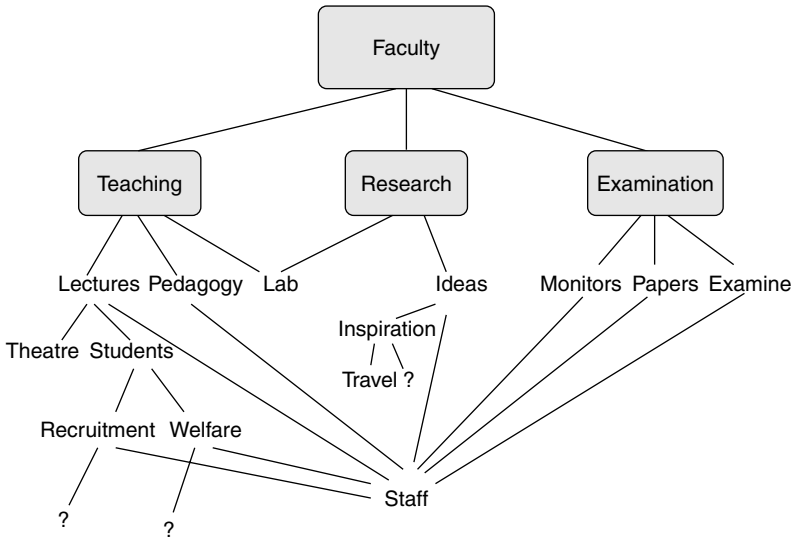 Faculty
Teaching Research Examination
Lectures Pedagogy Lab Ideas Monitors Papers Examine
Inspiration
Theatre Students
Travel ?
Recruitment Welfare
Staff
?
?